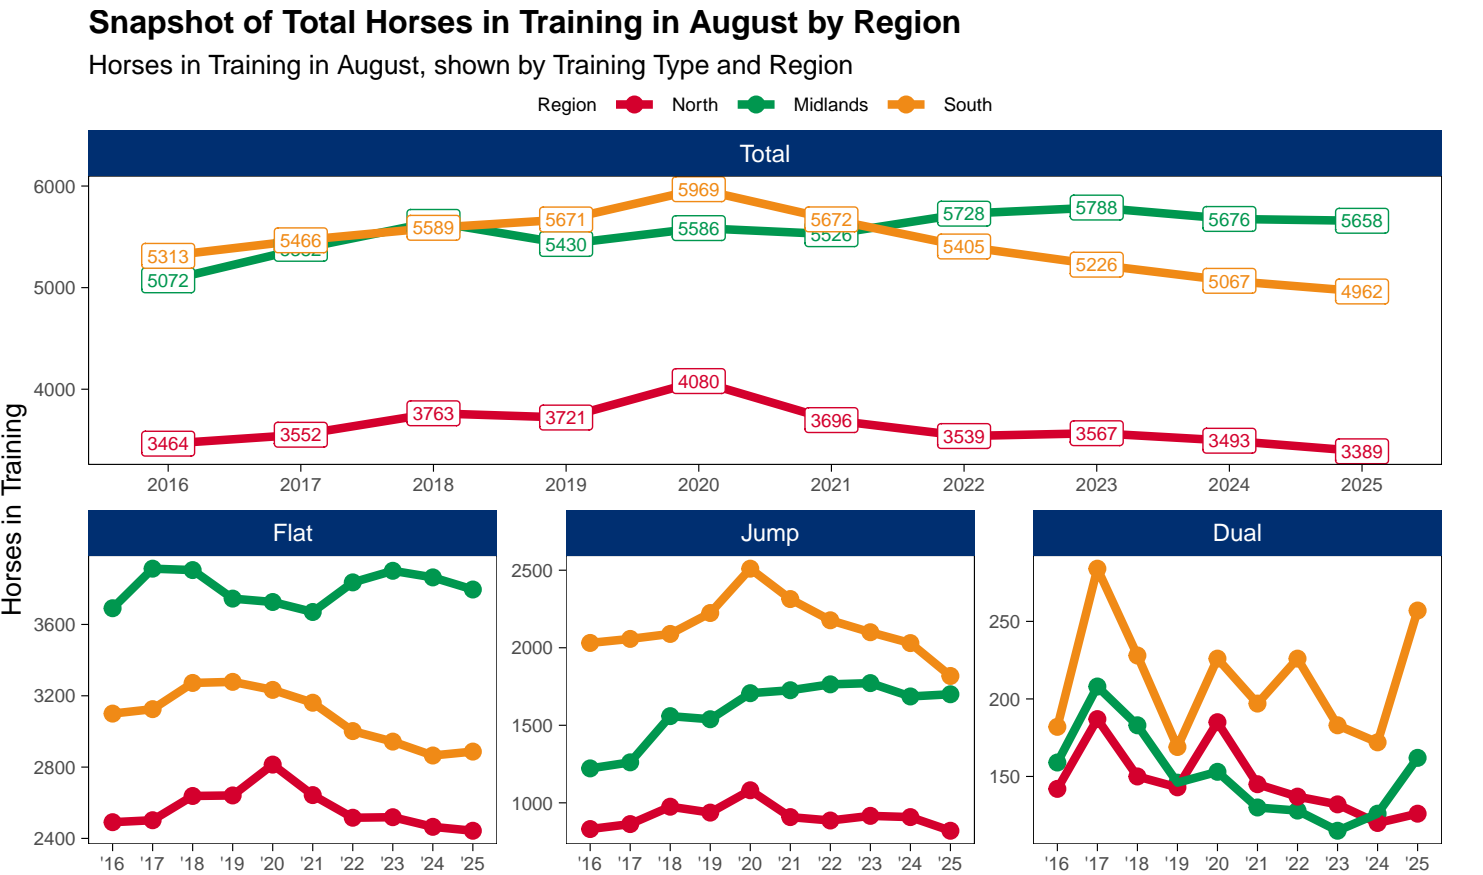 Snapshot of Total Horses in Training in August by Region
Horses in Training in August, shown by Training Type and Region
Region North Midlands South
Total
Horses in Training
6000
5000
4000
5313 5466 5589 5671 5969 5672 5405 5226 5067 4962
5072 5430 5586 5526 5728 5788 5676 5658
3464 3552 3763 3721 4080 3696 3539 3567 3493 3389
2016 2017 2018 2019 2020 2021 2022 2023 2024 2025
Flat
3600
3200
2800
2400
'16 '17 '18 '19 '20 '21 '22 '23 '24 '25
Jump
2500
2000
1500
1000
'16 '17 '18 '19 '20 '21 '22 '23 '24 '25
Dual
250
200
150
'16 '17 '18 '19 '20 '21 '22 '23 '24 '25